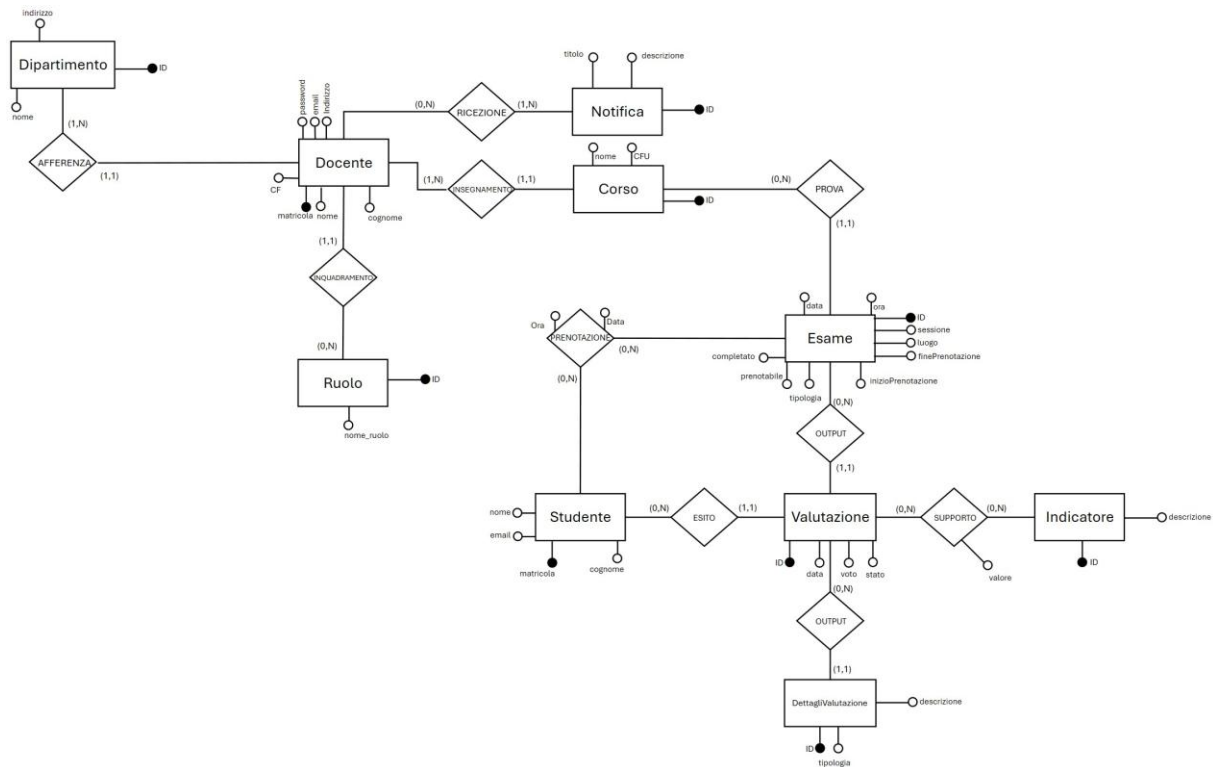 indirizzo
Dipartimento
ID
nome
(1,N)
AFFERENZA
(1,1)
password
email
Indirizzo
Docente
CF
matricola
nome
cognome
(0,N)
RICEZIONE
(1,N)
titolo
descrizione
Notifica
ID
(1,N)
INSEGNAMENTO
(1,1)
nome
CFU
Corso
ID
(0,N)
PROVA
(1,1)
(1,1)
INQUADRAMENTO
(0,N)
Ruolo
ID
nome_ruolo
Ora
Data
PRENOTAZIONE
(0,N)
(0,N)
data
ora
Esame
ID
sessione
luogo
finePrenotazione
completato
prenotabile
tipologia
inizioPrenotazione
(0,N)
OUTPUT
(1,1)
nome
email
Studente
matricola
cognome
(0,N)
ESITO
(1,1)
Valutazione
ID
data
voto
stato
(0,N)
SUPPORTO
(0,N)
valore
Indicatore
descrizione
ID
(0,N)
OUTPUT
(1,1)
DettagliValutazione
descrizione
ID
tipologia